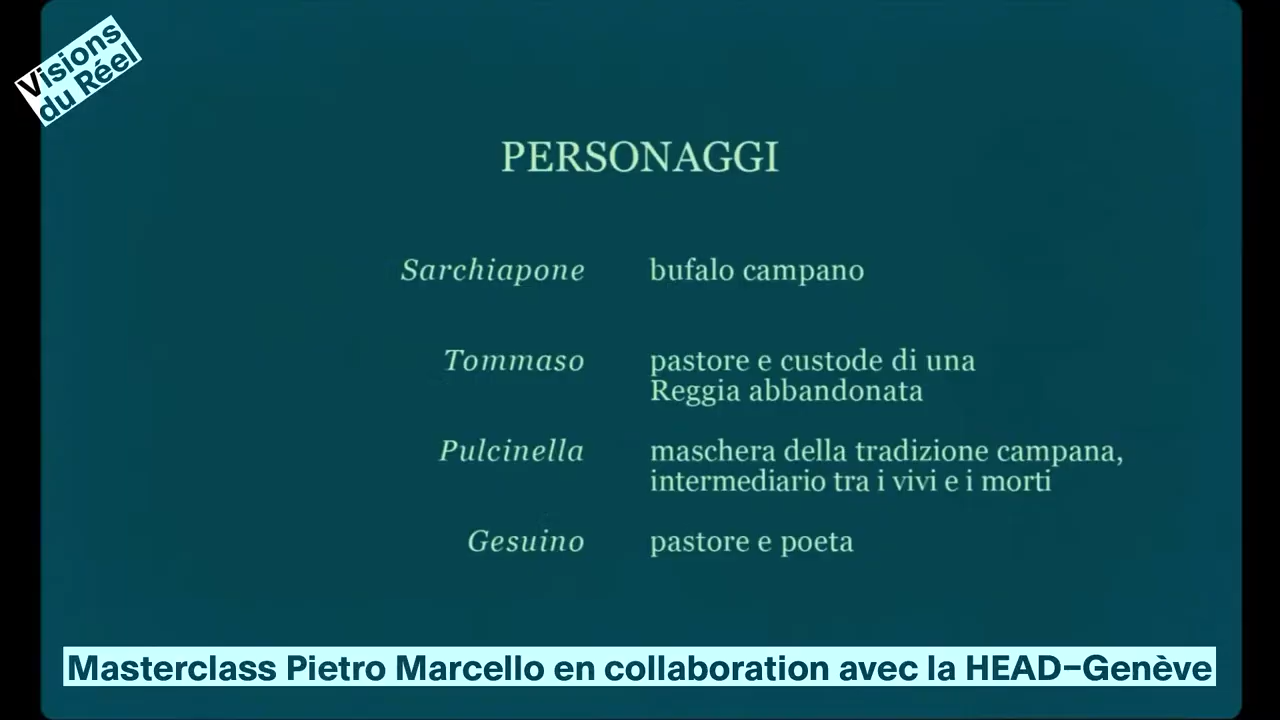 Visions
du Réel
PERSONAGGI
Sarchiapone bufalo campano
Tommaso pastore e custode di una
Reggia abbandonata
Pulcinella maschera della tradizione campana,
intermediario tra i vivi e i morti
Gesuino pastore e poeta
Masterclass Pietro Marcello en collaboration avec la HEAD–Genève